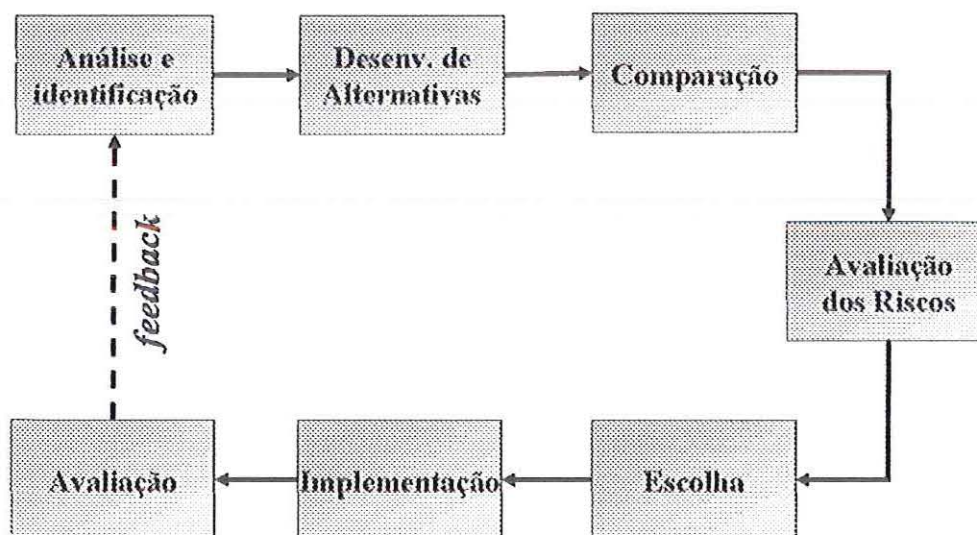 Análise e
identificação
Desenv. de
Alternativas
Comparação
Avaliação
dos Riscos
Escolha
Implementação
Avaliação
feedback